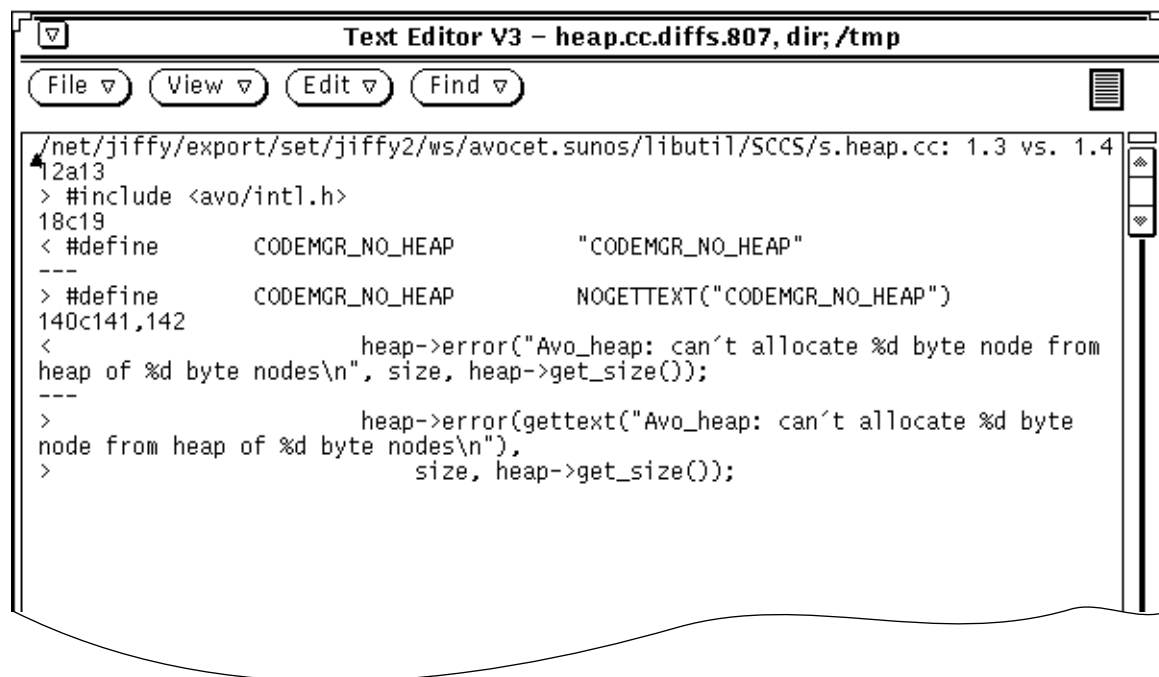 Text Editor V3 – heap.cc.diffs.807, dir; /tmp
File View Edit Find
/net/jiffy/export/set/jiffy2/ws/avocet.sunos/libutil/SCCS/s.heap.cc: 1.3 vs. 1.4
12a13
> #include <avo/intl.h>
18c19
< #define        CODEMGR_NO_HEAP         "CODEMGR_NO_HEAP"
---
> #define        CODEMGR_NO_HEAP         NOGETTEXT("CODEMGR_NO_HEAP")
140c141,142
<                       heap->error("Avo_heap: can´t allocate %d byte node from
heap of %d byte nodes\n", size, heap->get_size());
---
>                       heap->error(gettext("Avo_heap: can´t allocate %d byte
node from heap of %d byte nodes\n"),
>                           size, heap->get_size());